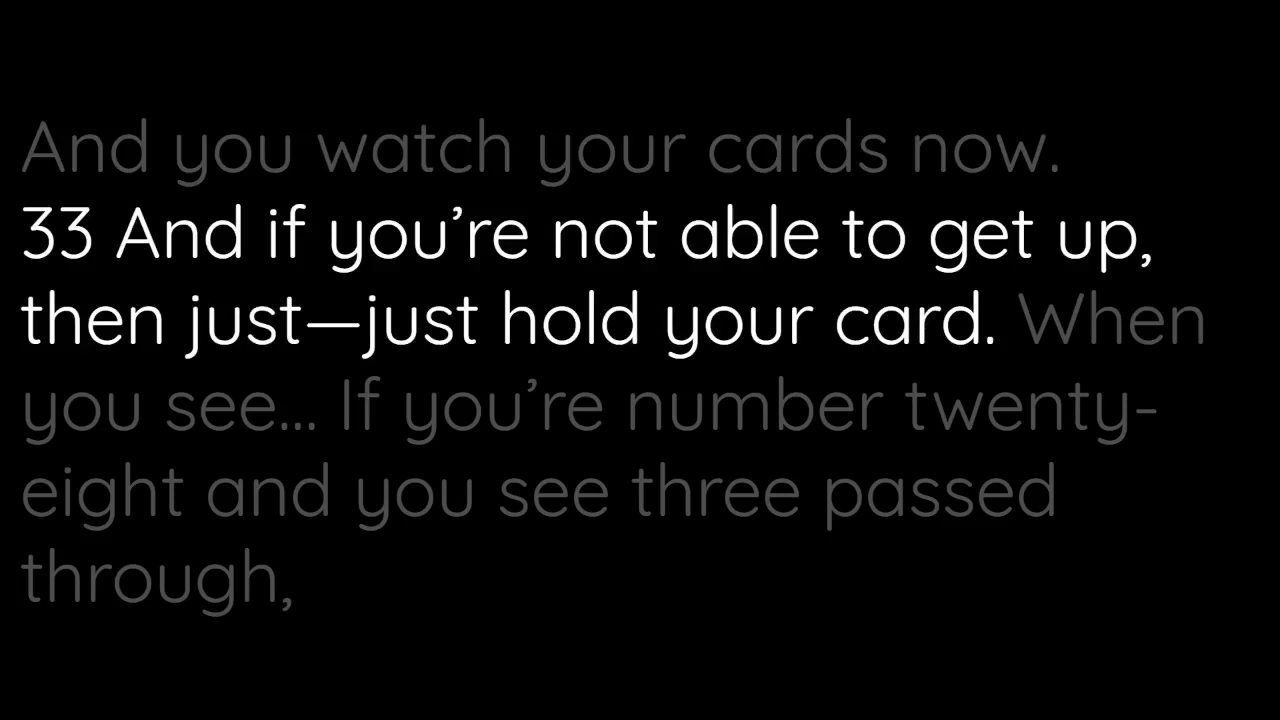 And you watch your cards now.
33 And if you’re not able to get up,
then just—just hold your card. When
you see... If you’re number twenty-
eight and you see three passed
through,